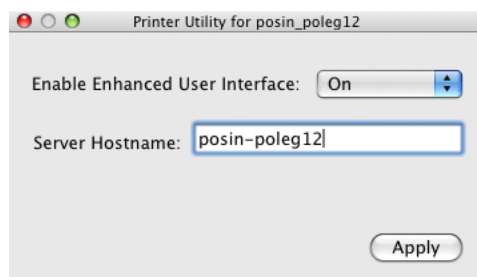 Printer Utility for posin_poleg12
Enable Enhanced User Interface: On
Server Hostname: posin-poleg12
Apply